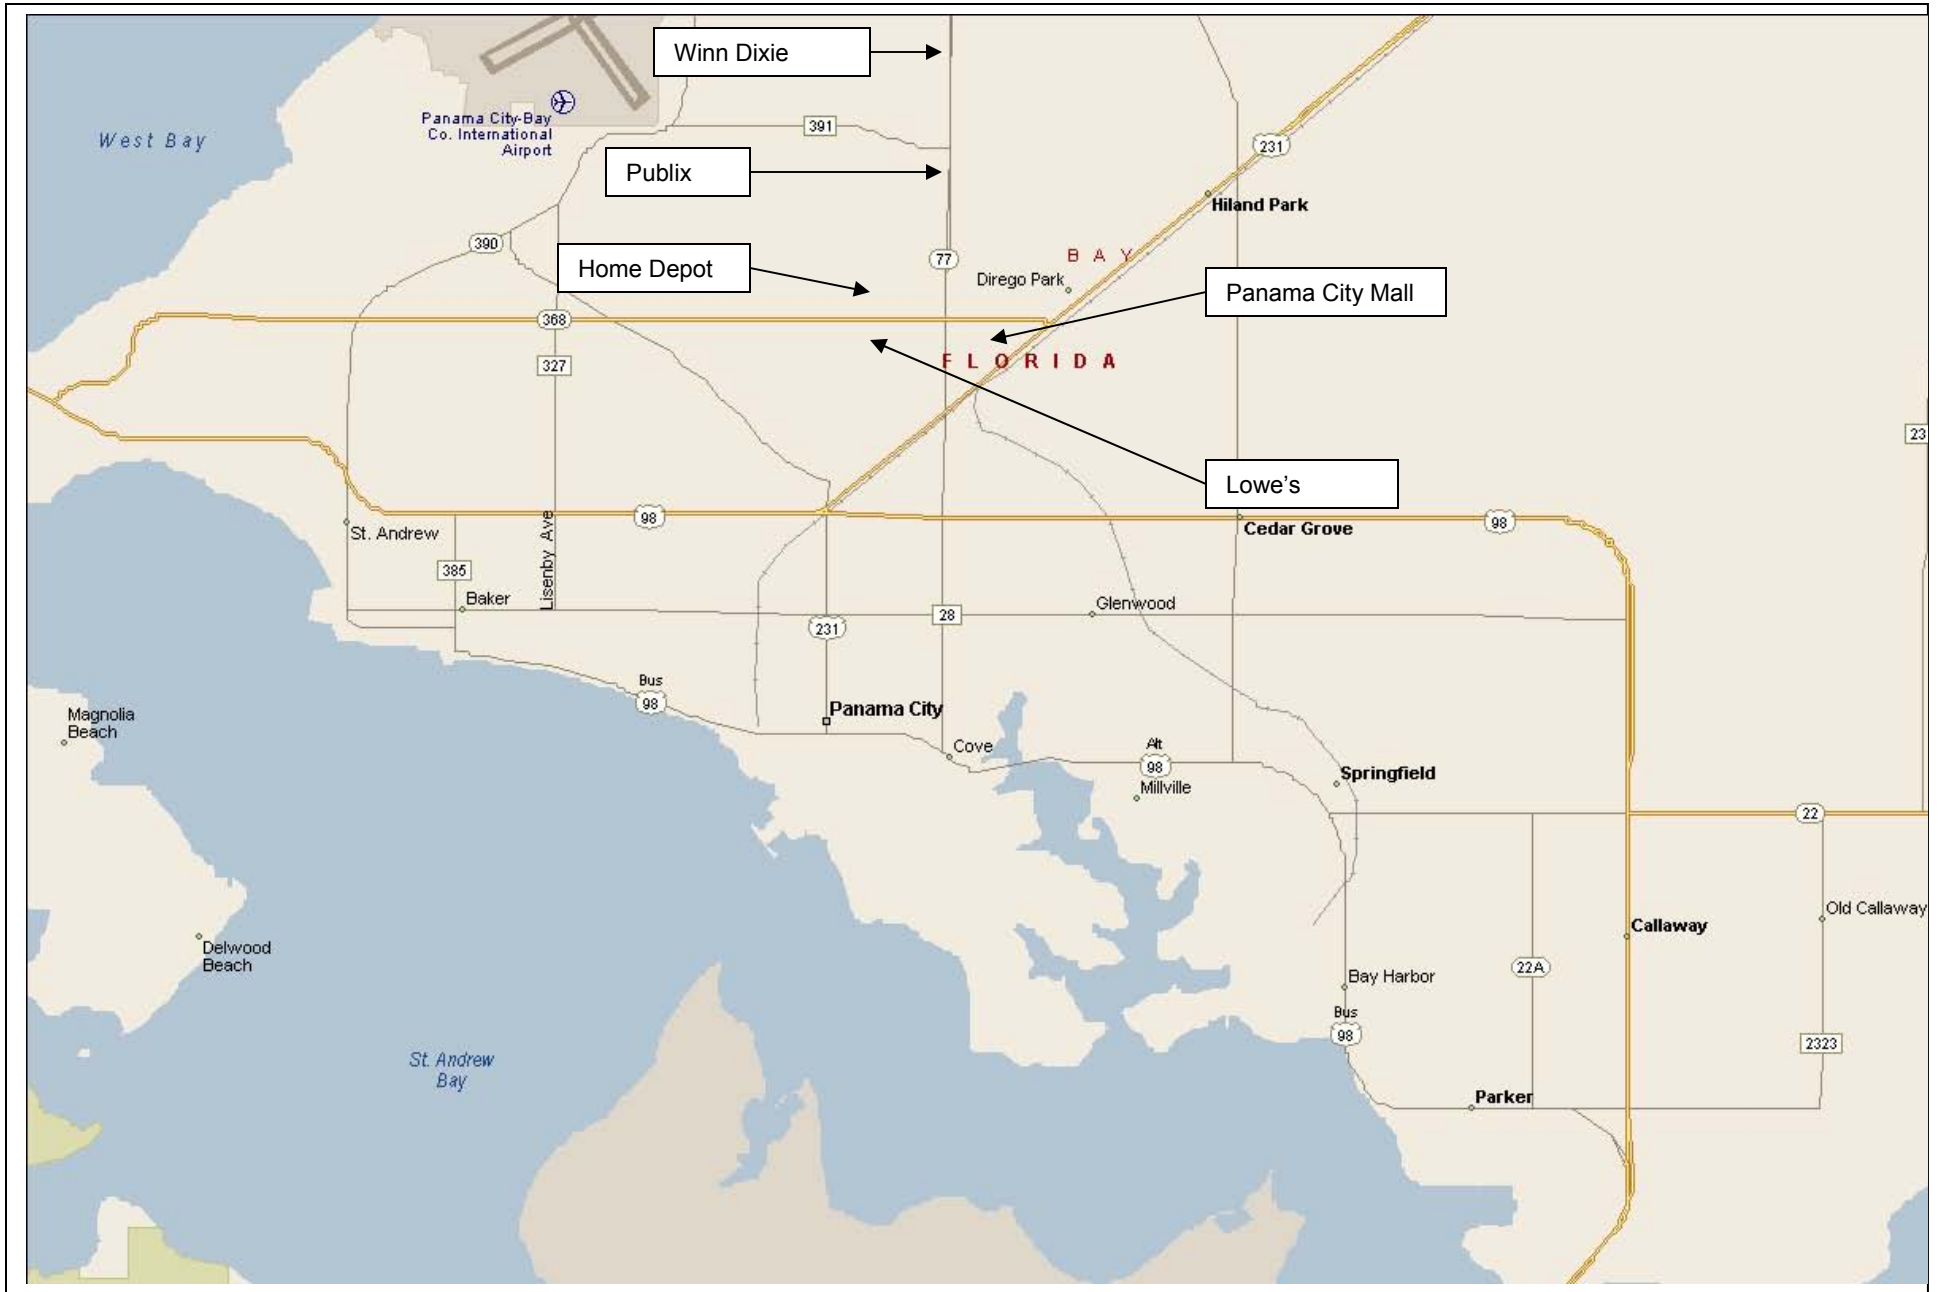 Winn Dixie
West Bay
Panama City-Bay
Co. International
Airport
391
231
Publix
Hiland Park
390
77
B A Y
Home Depot
Dirego Park
Panama City Mall
368
327
F L O R I D A
23
Lowe's
98
98
St. Andrew
Cedar Grove
Lisenby Ave
385
Baker
28
Glenwood
231
Bus
98
Panama City
Magnolia
Beach
Cove
Alt
98
Millville
Springfield
22
Old Callaway
Callaway
Delwood
Beach
22A
Bay Harbor
Bus
98
2323
St. Andrew
Bay
Parker